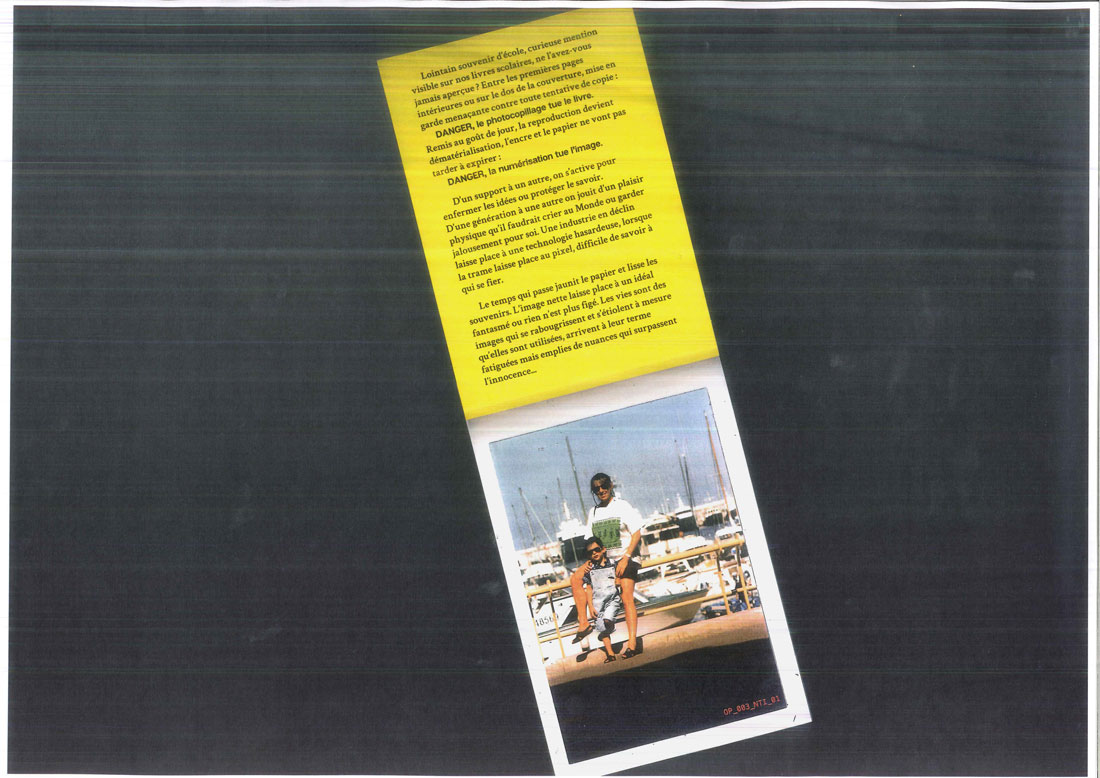 Lointain souvenir d'école, curieuse mention
visible sur nos livres scolaires, ne l'avez-vous
jamais aperçue ? Entre les premières pages
intérieures ou sur le dos de la couverture, mise en
garde menaçante contre toute tentative de copie :
DANGER, le photocopillage tue le livre.
Remis au goût de jour, la reproduction devient
dématérialisation, l'encre et le papier ne vont pas
tarder à expirer :
DANGER, la numérisation tue l'image.
D'un support à un autre, on s'active pour
enfermer les idées ou protéger le savoir.
D'une génération à une autre on jouit d'un plaisir
physique qu'il faudrait crier au Monde ou garder
jalousement pour soi. Une industrie en déclin
laisse place à une technologie hasardeuse, lorsque
la trame laisse place au pixel, difficile de savoir à
qui se fier.
Le temps qui passe jaunit le papier et lisse les
souvenirs. L'image nette laisse place à un idéal
fantasmé ou rien n'est plus figé. Les vies sont des
images qui se rabougrissent et s'étiolent à mesure
qu'elles sont utilisées, arrivent à leur terme
fatiguées mais emplies de nuances qui surpassent
l'innocence...
OP_003_NTI_01